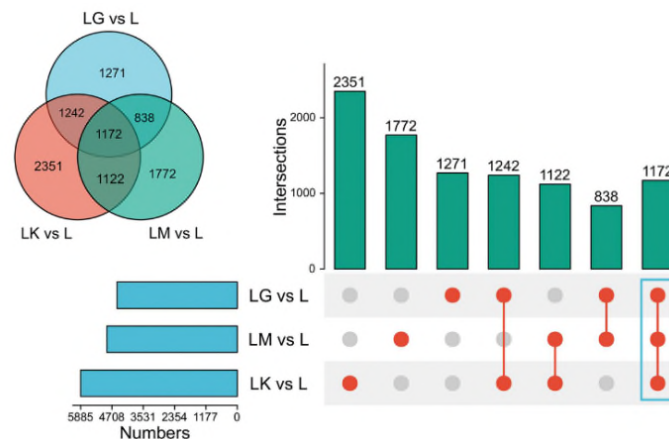 LG vs L
1271
1242
838
1172
2351
1122
1772
LK vs L
LM vs L
Intersections
2000
1000
0
2351
1772
1271
1242
1122
838
1172
LG vs L
LM vs L
LK vs L
5885 4708 3531 2354 1177 0
Numbers